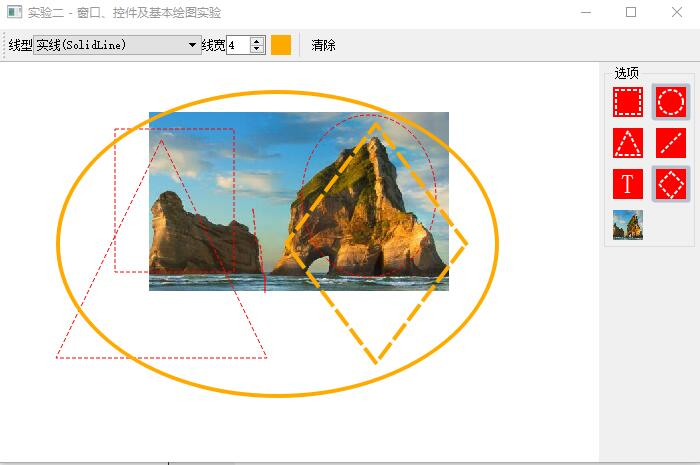 实验二 - 窗口、控件及基本绘图实验
线型 实线(SolidLine) 线宽 4 清除
选项
T